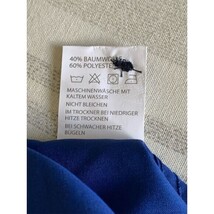 40% BAUMWOLLE
60% POLYESTER
MASCHINENWÄSCHE MIT
KALTEM WASSER
NICHT BLEICHEN
IM TROCKNER BEI NIEDRIGER
HITZE TROCKNEN
BEI SCHWACHER HITZE
BÜGELN